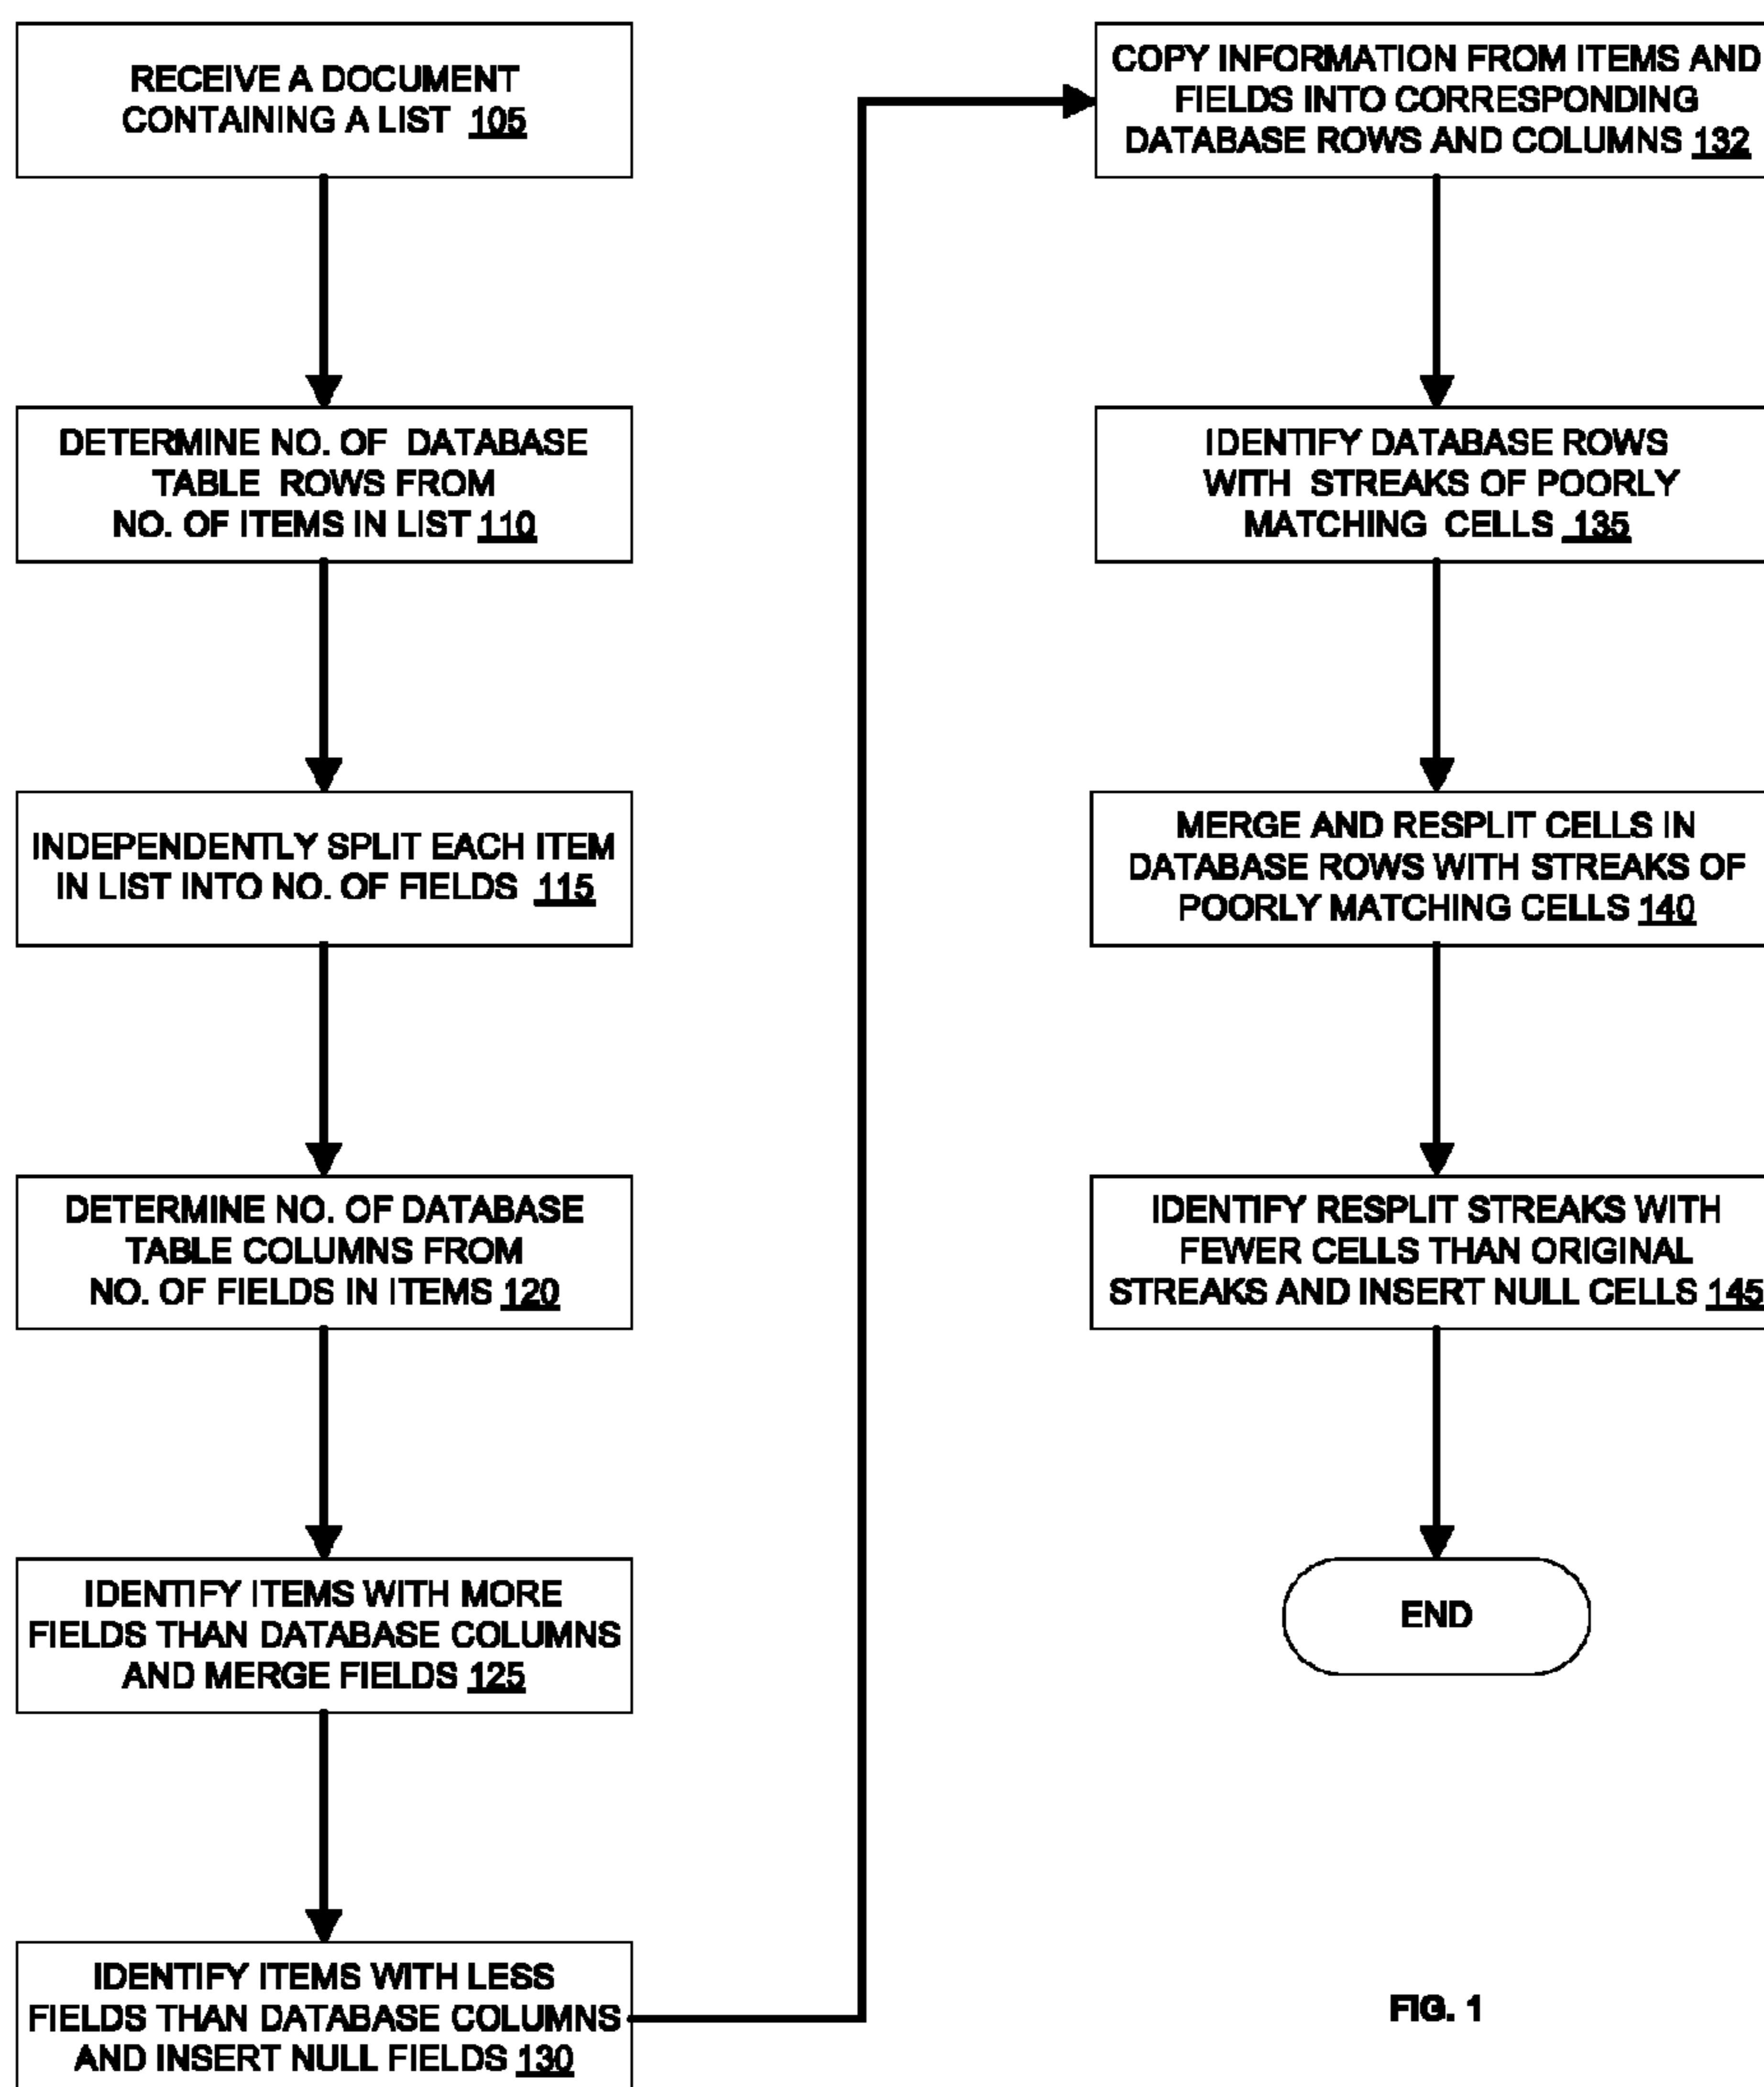 RECEIVE A DOCUMENT
CONTAINING A LIST 105
DETERMINE NO. OF DATABASE
TABLE ROWS FROM
NO. OF ITEMS IN LIST 110
INDEPENDENTLY SPLIT EACH ITEM
IN LIST INTO NO. OF FIELDS 115
DETERMINE NO. OF DATABASE
TABLE COLUMNS FROM
NO. OF FIELDS IN ITEMS 120
IDENTIFY ITEMS WITH MORE
FIELDS THAN DATABASE COLUMNS
AND MERGE FIELDS 125
IDENTIFY ITEMS WITH LESS
FIELDS THAN DATABASE COLUMNS
AND INSERT NULL FIELDS 130
COPY INFORMATION FROM ITEMS AND
FIELDS INTO CORRESPONDING
DATABASE ROWS AND COLUMNS 132
IDENTIFY DATABASE ROWS
WITH STREAKS OF POORLY
MATCHING CELLS 135
MERGE AND RESPLIT CELLS IN
DATABASE ROWS WITH STREAKS OF
POORLY MATCHING CELLS 140
IDENTIFY RESPLIT STREAKS WITH
FEWER CELLS THAN ORIGINAL
STREAKS AND INSERT NULL CELLS 145
END
FIG. 1